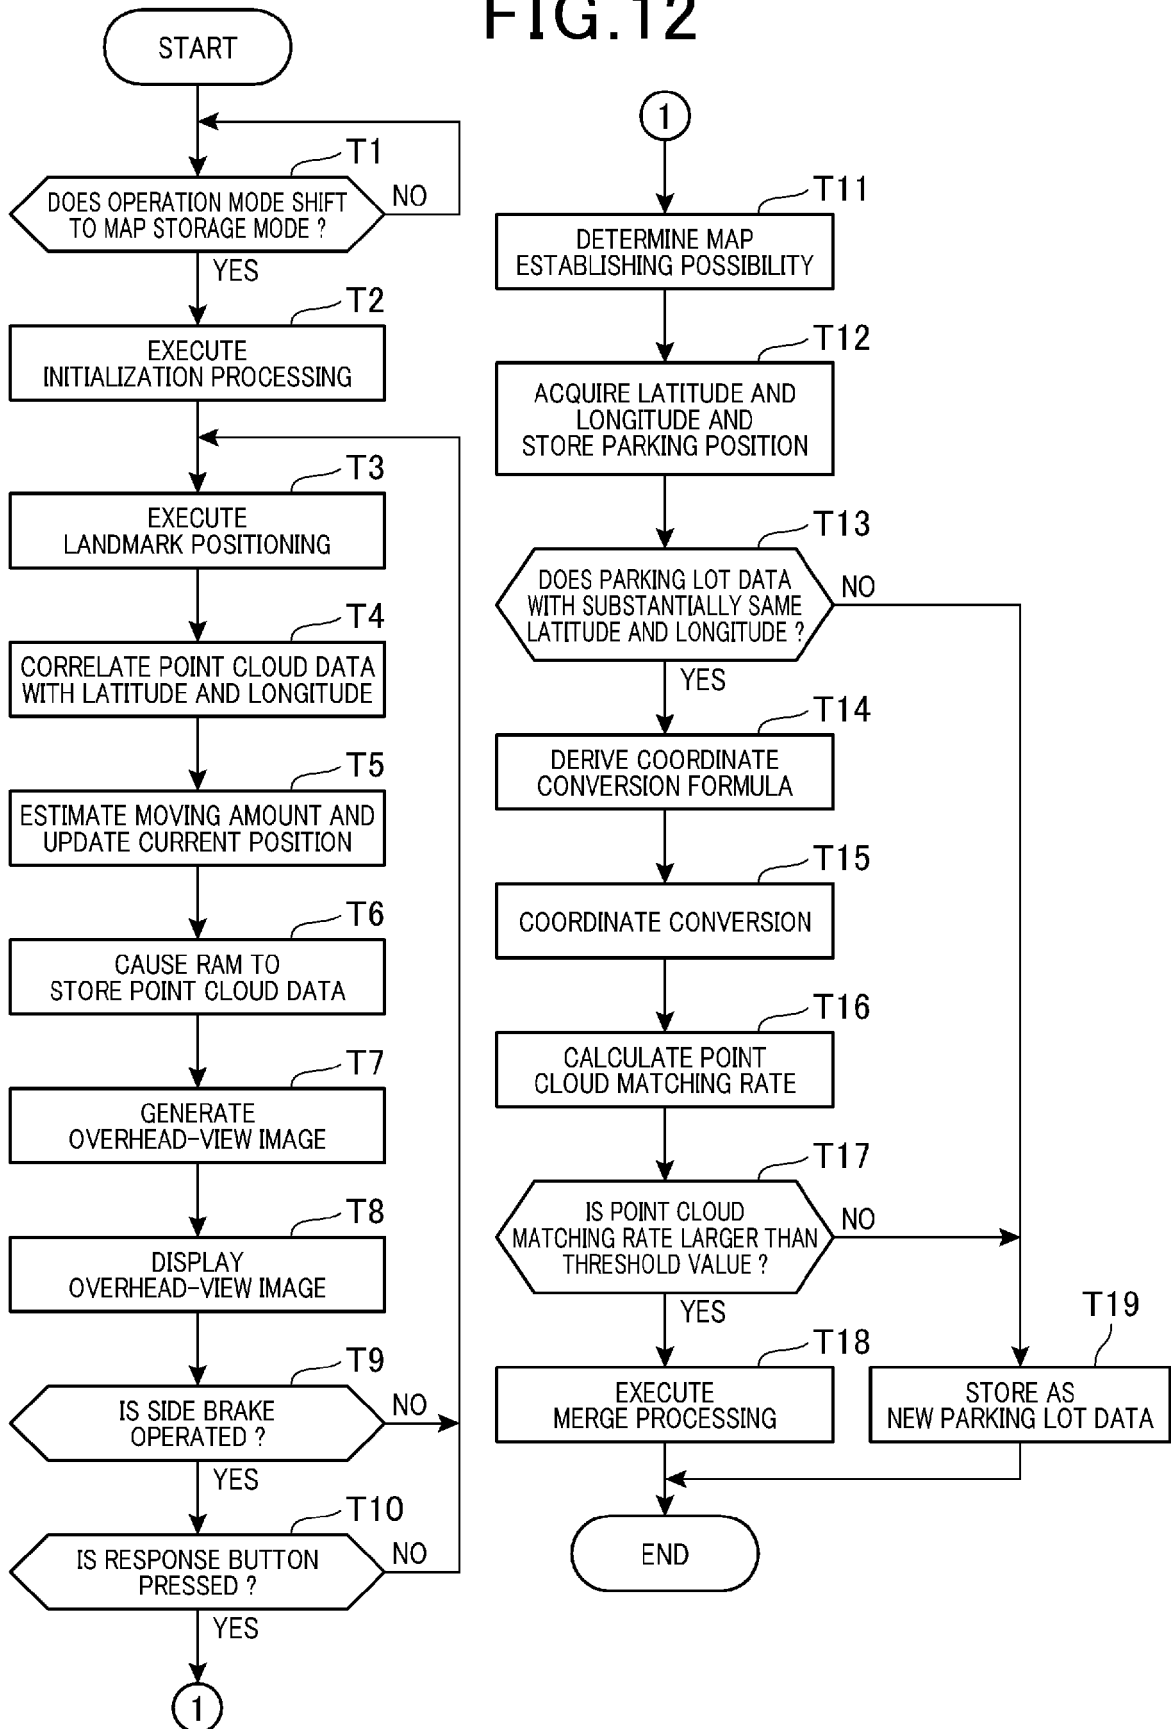 FIG.12
START
T1
DOES OPERATION MODE SHIFT
TO MAP STORAGE MODE ?
NO
YES
T2
EXECUTE
INITIALIZATION PROCESSING
T3
EXECUTE
LANDMARK POSITIONING
T4
CORRELATE POINT CLOUD DATA
WITH LATITUDE AND LONGITUDE
T5
ESTIMATE MOVING AMOUNT AND
UPDATE CURRENT POSITION
T6
CAUSE RAM TO
STORE POINT CLOUD DATA
T7
GENERATE
OVERHEAD-VIEW IMAGE
T8
DISPLAY
OVERHEAD-VIEW IMAGE
T9
IS SIDE BRAKE
OPERATED ?
NO
YES
T10
IS RESPONSE BUTTON
PRESSED ?
NO
YES
1
1
T11
DETERMINE MAP
ESTABLISHING POSSIBILITY
T12
ACQUIRE LATITUDE AND
LONGITUDE AND
STORE PARKING POSITION
T13
DOES PARKING LOT DATA
WITH SUBSTANTIALLY SAME
LATITUDE AND LONGITUDE ?
NO
YES
T14
DERIVE COORDINATE
CONVERSION FORMULA
T15
COORDINATE CONVERSION
T16
CALCULATE POINT
CLOUD MATCHING RATE
T17
IS POINT CLOUD
MATCHING RATE LARGER THAN
THRESHOLD VALUE ?
NO
YES
T18
EXECUTE
MERGE PROCESSING
T19
STORE AS
NEW PARKING LOT DATA
END